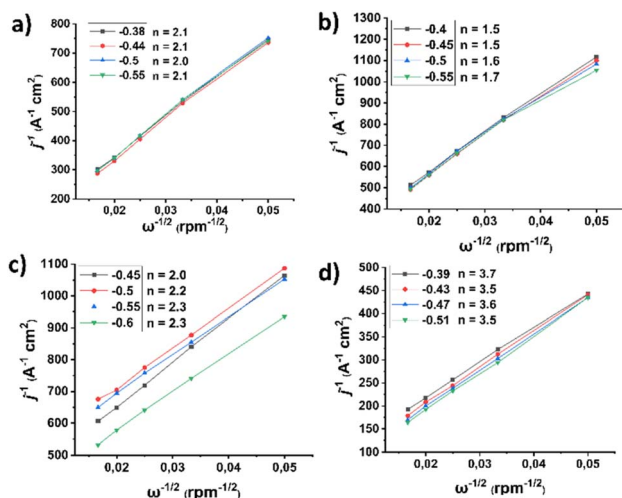 a)
-0.38 n = 2.1
-0.44 n = 2.1
-0.5 n = 2.0
-0.55 n = 2.1
800
700
600
500
400
300
200
0,02 0,03 0,04 0,05
j-1 (A-1 cm2)
ω-1/2 (rpm-1/2)
b)
-0.4 n = 1.5
-0.45 n = 1.5
-0.5 n = 1.6
-0.55 n = 1.7
1300
1200
1100
1000
900
800
700
600
500
400
0,02 0,03 0,04 0,05
j-1 (A-1 cm2)
ω-1/2 (rpm-1/2)
c)
-0.45 n = 2.0
-0.5 n = 2.2
-0.55 n = 2.3
-0.6 n = 2.3
1100
1000
900
800
700
600
500
0,02 0,03 0,04 0,05
j-1 (A-1 cm2)
ω-1/2 (rpm-1/2)
d)
-0.39 n = 3.7
-0.43 n = 3.5
-0.47 n = 3.6
-0.51 n = 3.5
500
450
400
350
300
250
200
150
100
0,02 0,03 0,04 0,05
j-1 (A-1 cm2)
ω-1/2 (rpm-1/2)